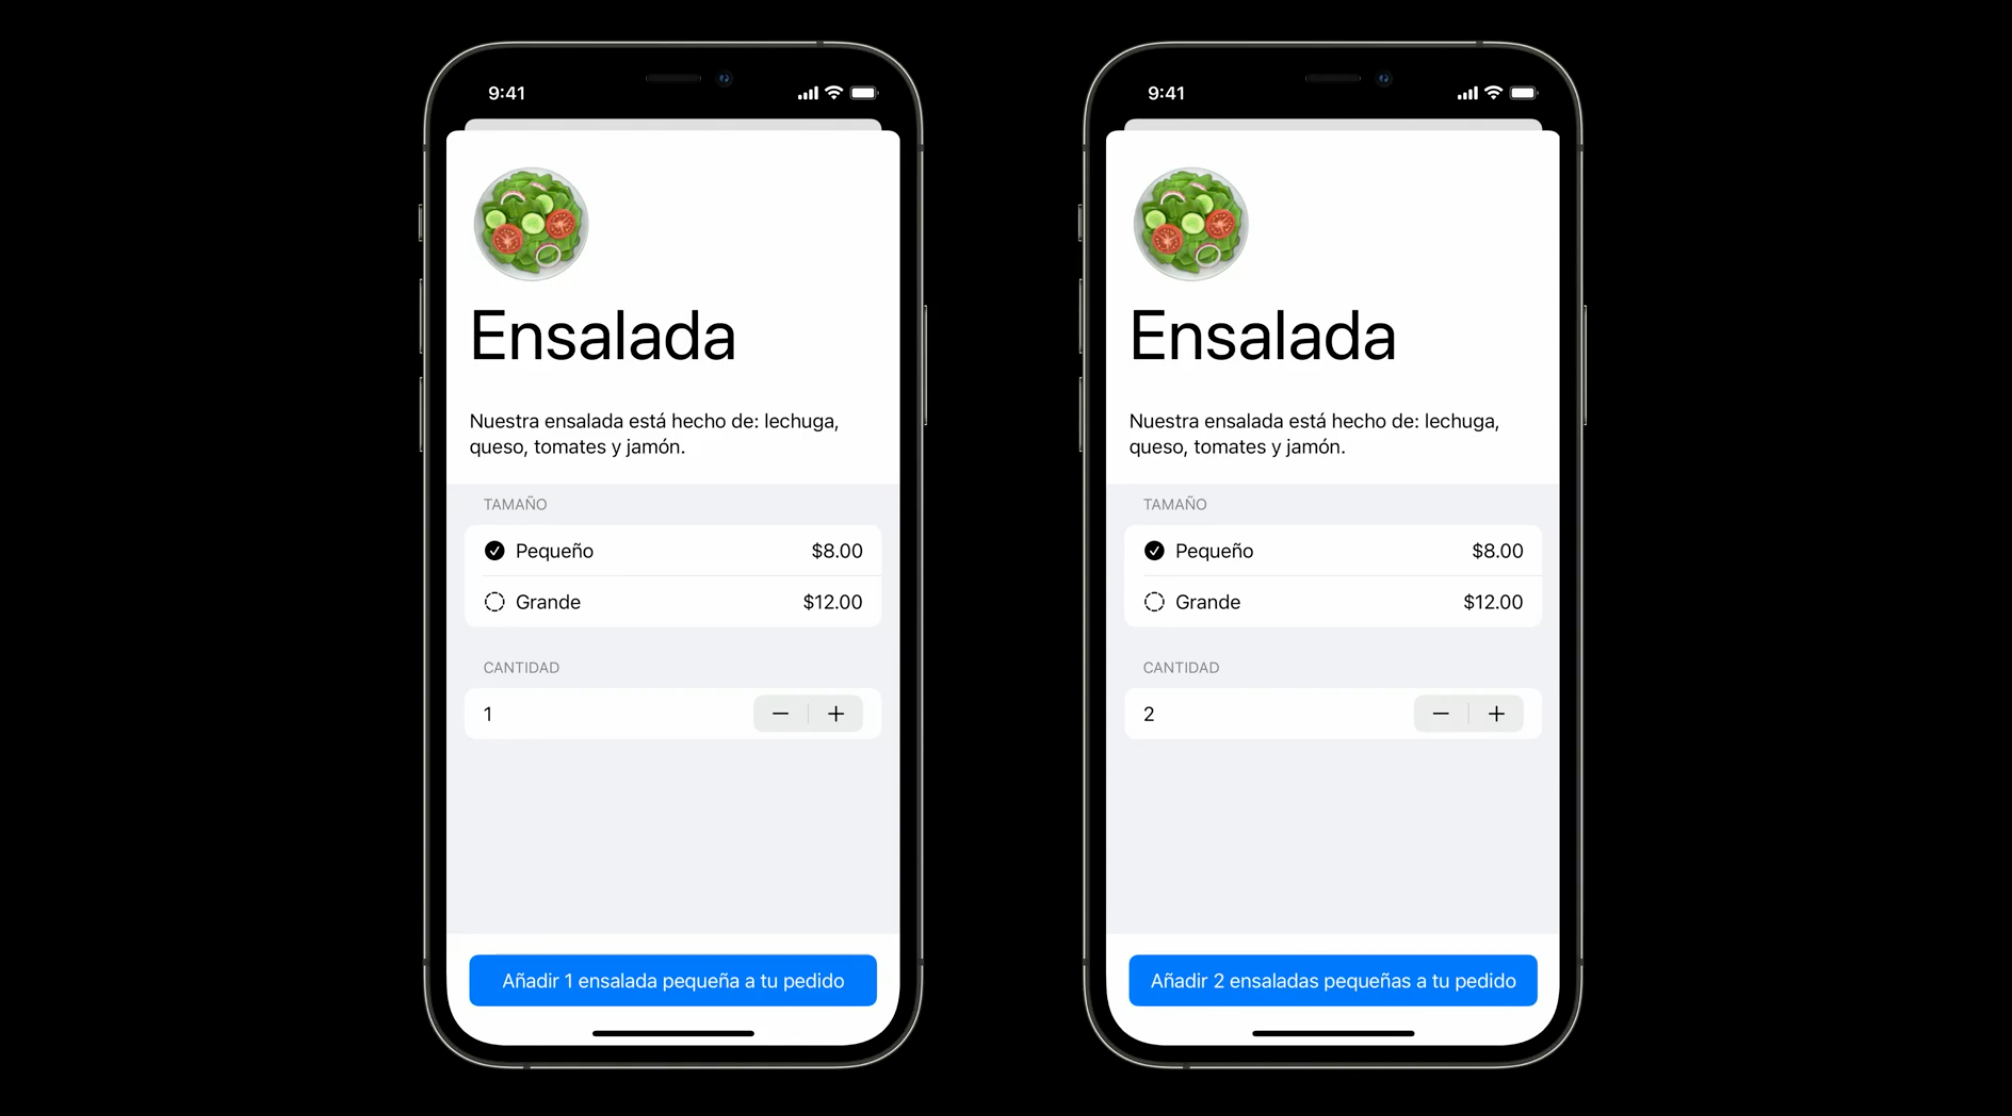 9:41
Ensalada
Nuestra ensalada está hecho de: lechuga,
queso, tomates y jamón.
TAMAÑO
Pequeño $8.00
Grande $12.00
CANTIDAD
1
Añadir 1 ensalada pequeña a tu pedido
9:41
Ensalada
Nuestra ensalada está hecho de: lechuga,
queso, tomates y jamón.
TAMAÑO
Pequeño $8.00
Grande $12.00
CANTIDAD
2
Añadir 2 ensaladas pequeñas a tu pedido